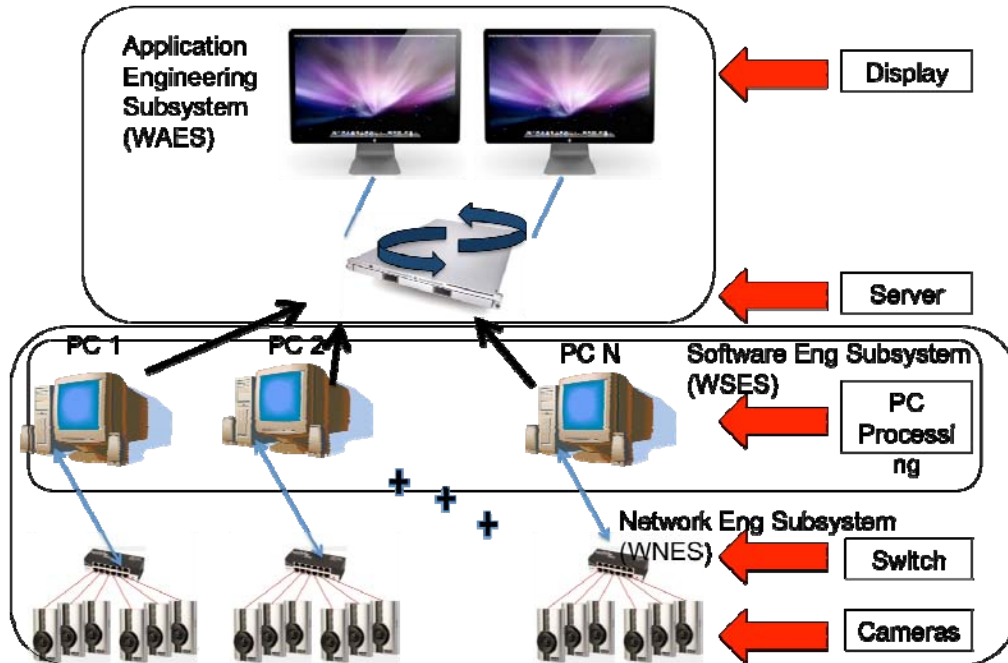 Application
Engineering
Subsystem
(WAES)
Display
Server
PC 1
PC 2
PC N
Software Eng Subsystem
(WSES)
PC
Processi
ng
Network Eng Subsystem
(WNES)
Switch
Cameras